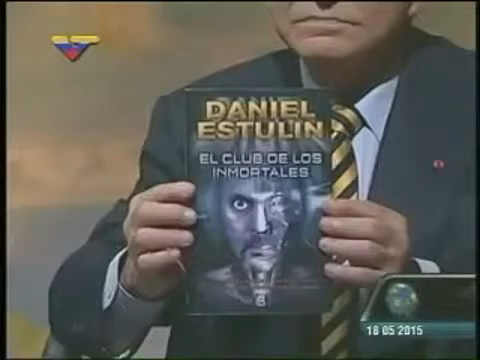 DANIEL
ESTULIN
EL CLUB DE LOS
INMORTALES
18 05 2015